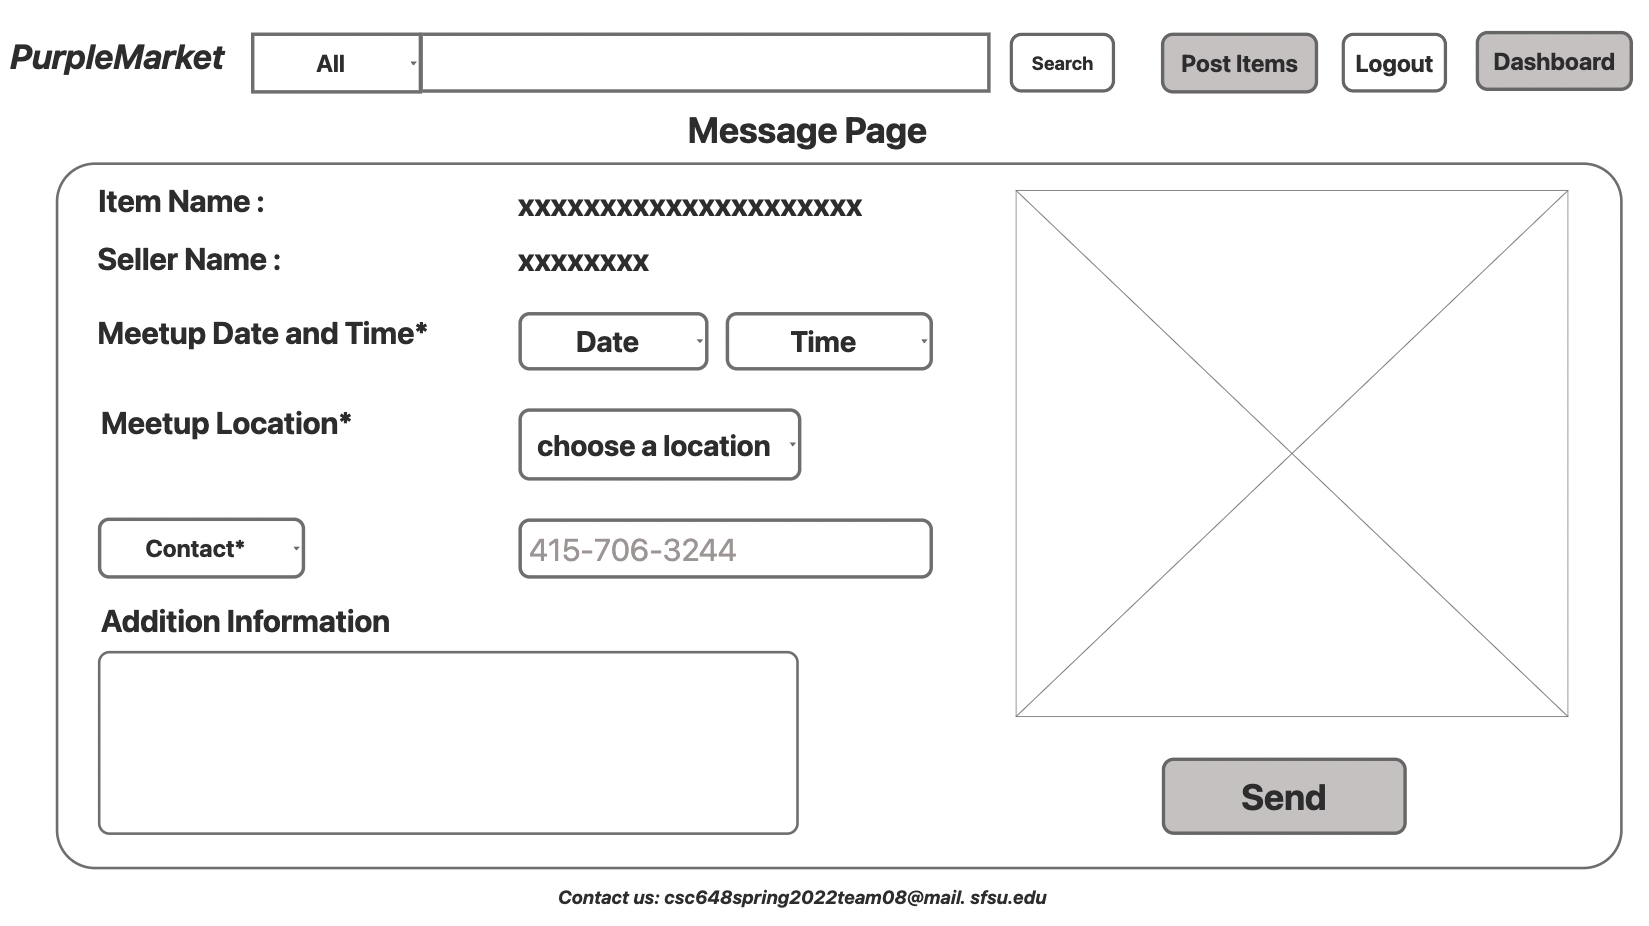 PurpleMarket All Search Post Items Logout Dashboard
Message Page
Item Name : xxxxxxxxxxxxxxxxxxxxx
Seller Name : xxxxxxxx
Meetup Date and Time* Date Time
Meetup Location* choose a location
Contact* 415-706-3244
Addition Information
Send
Contact us: csc648spring2022team08@mail. sfsu.edu